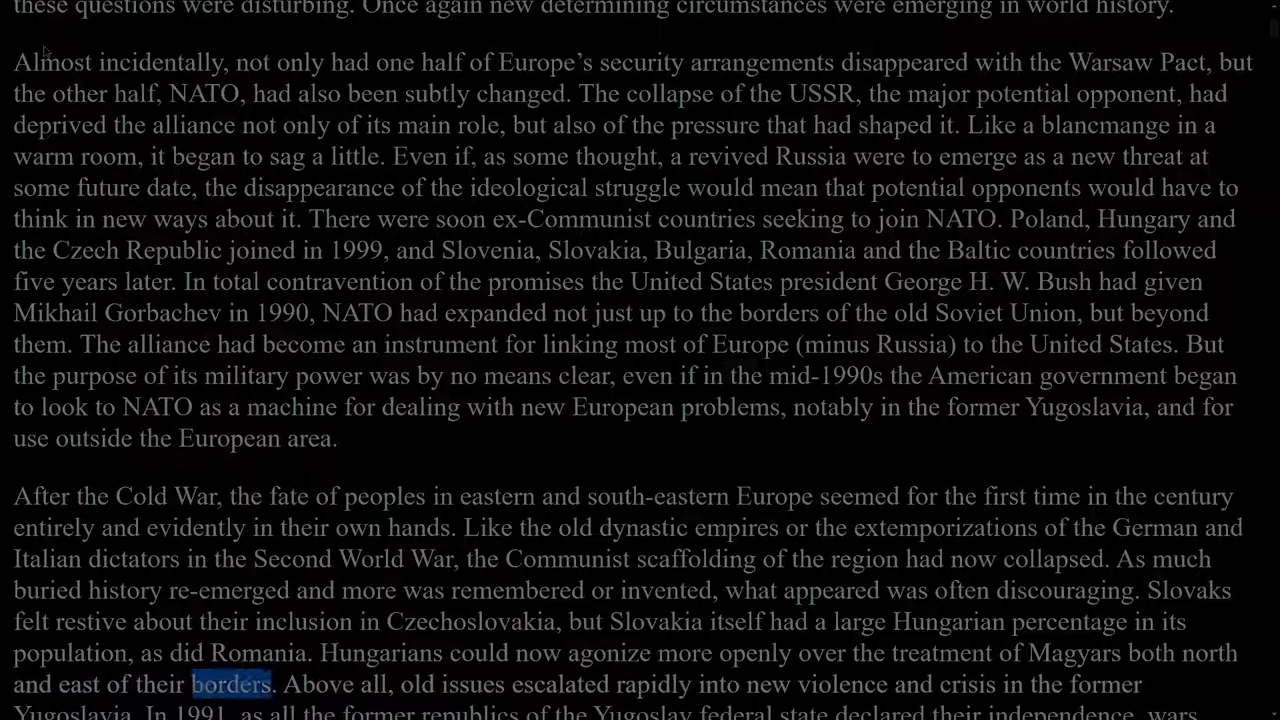 these questions were disturbing. Once again new determining circumstances were emerging in world history.
Almost incidentally, not only had one half of Europe’s security arrangements disappeared with the Warsaw Pact, but
the other half, NATO, had also been subtly changed. The collapse of the USSR, the major potential opponent, had
deprived the alliance not only of its main role, but also of the pressure that had shaped it. Like a blancmange in a
warm room, it began to sag a little. Even if, as some thought, a revived Russia were to emerge as a new threat at
some future date, the disappearance of the ideological struggle would mean that potential opponents would have to
think in new ways about it. There were soon ex-Communist countries seeking to join NATO. Poland, Hungary and
the Czech Republic joined in 1999, and Slovenia, Slovakia, Bulgaria, Romania and the Baltic countries followed
five years later. In total contravention of the promises the United States president George H. W. Bush had given
Mikhail Gorbachev in 1990, NATO had expanded not just up to the borders of the old Soviet Union, but beyond
them. The alliance had become an instrument for linking most of Europe (minus Russia) to the United States. But
the purpose of its military power was by no means clear, even if in the mid-1990s the American government began
to look to NATO as a machine for dealing with new European problems, notably in the former Yugoslavia, and for
use outside the European area.
After the Cold War, the fate of peoples in eastern and south-eastern Europe seemed for the first time in the century
entirely and evidently in their own hands. Like the old dynastic empires or the extemporizations of the German and
Italian dictators in the Second World War, the Communist scaffolding of the region had now collapsed. As much
buried history re-emerged and more was remembered or invented, what appeared was often discouraging. Slovaks
felt restive about their inclusion in Czechoslovakia, but Slovakia itself had a large Hungarian percentage in its
population, as did Romania. Hungarians could now agonize more openly over the treatment of Magyars both north
and east of their borders. Above all, old issues escalated rapidly into new violence and crisis in the former
Yugoslavia. In 1991, as all the former republics of the Yugoslav federal state declared their independence, wars